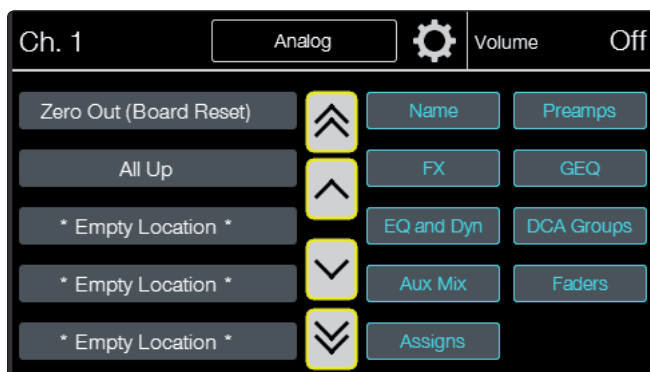 Ch. 1 Analog Volume Off
Zero Out (Board Reset) Name Preamps
All Up FX GEQ
* Empty Location * EQ and Dyn DCA Groups
* Empty Location * Aux Mix Faders
* Empty Location * Assigns